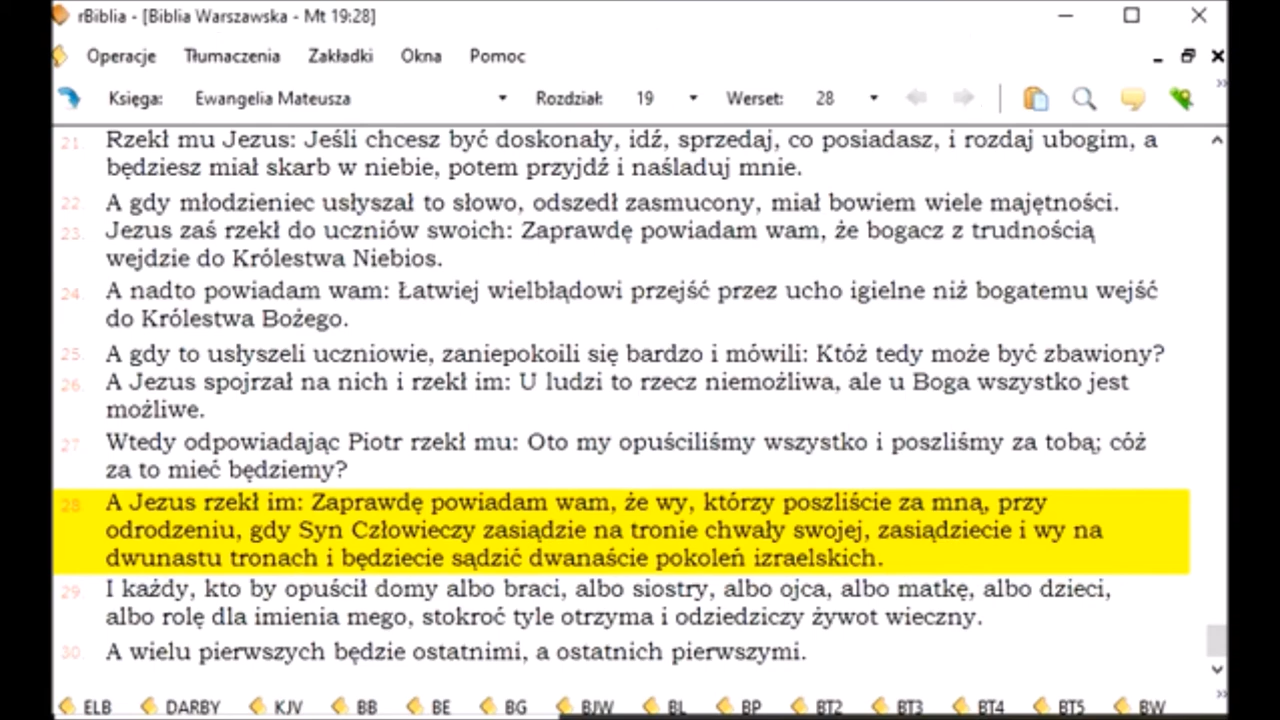 rBiblia - [Biblia Warszawska - Mt 19:28]
Operacje Tłumaczenia Zakładki Okna Pomoc
Księga: Ewangelia Mateusza Rozdział: 19 Werset: 28
21. Rzekł mu Jezus: Jeśli chcesz być doskonały, idź, sprzedaj, co posiadasz, i rozdaj ubogim, a
będziesz miał skarb w niebie, potem przyjdź i naśladuj mnie.
22. A gdy młodzieniec usłyszał to słowo, odszedł zasmucony, miał bowiem wiele majętności.
23. Jezus zaś rzekł do uczniów swoich: Zaprawdę powiadam wam, że bogacz z trudnością
wejdzie do Królestwa Niebios.
24. A nadto powiadam wam: Łatwiej wielbłądowi przejść przez ucho igielne niż bogatemu wejść
do Królestwa Bożego.
25. A gdy to usłyszeli uczniowie, zaniepokoili się bardzo i mówili: Któż tedy może być zbawiony?
26. A Jezus spojrzał na nich i rzekł im: U ludzi to rzecz niemożliwa, ale u Boga wszystko jest
możliwe.
27. Wtedy odpowiadając Piotr rzekł mu: Oto my opuściliśmy wszystko i poszliśmy za tobą; cóż
za to mieć będziemy?
28. A Jezus rzekł im: Zaprawdę powiadam wam, że wy, którzy poszliście za mną, przy
odrodzeniu, gdy Syn Człowieczy zasiądzie na tronie chwały swojej, zasiądziecie i wy na
dwunastu tronach i będziecie sądzić dwanaście pokoleń izraelskich.
29. I każdy, kto by opuścił domy albo braci, albo siostry, albo ojca, albo matkę, albo dzieci,
albo rolę dla imienia mego, stokroć tyle otrzyma i odziedziczy żywot wieczny.
30. A wielu pierwszych będzie ostatnimi, a ostatnich pierwszymi.
ELB DARBY KJV BB BE BG BJW BL BP BT2 BT3 BT4 BT5 BW